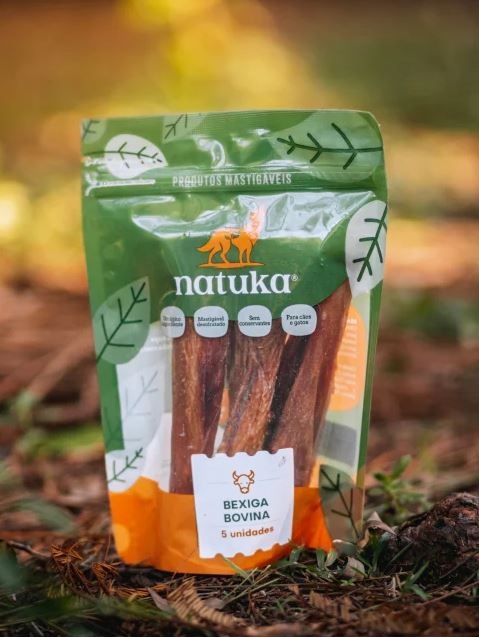 PRODUTOS MASTIGÁVEIS
natuka®
Mastigável
desidratado
Sem
conservantes
Para cães
e gatos
BEXIGA
BOVINA
5 unidades